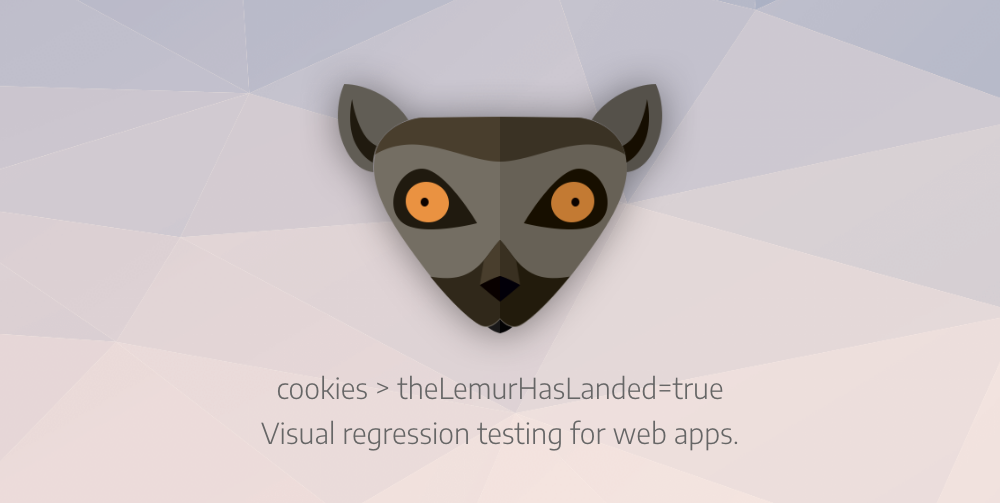 cookies > theLemurHasLanded=true
Visual regression testing for web apps.